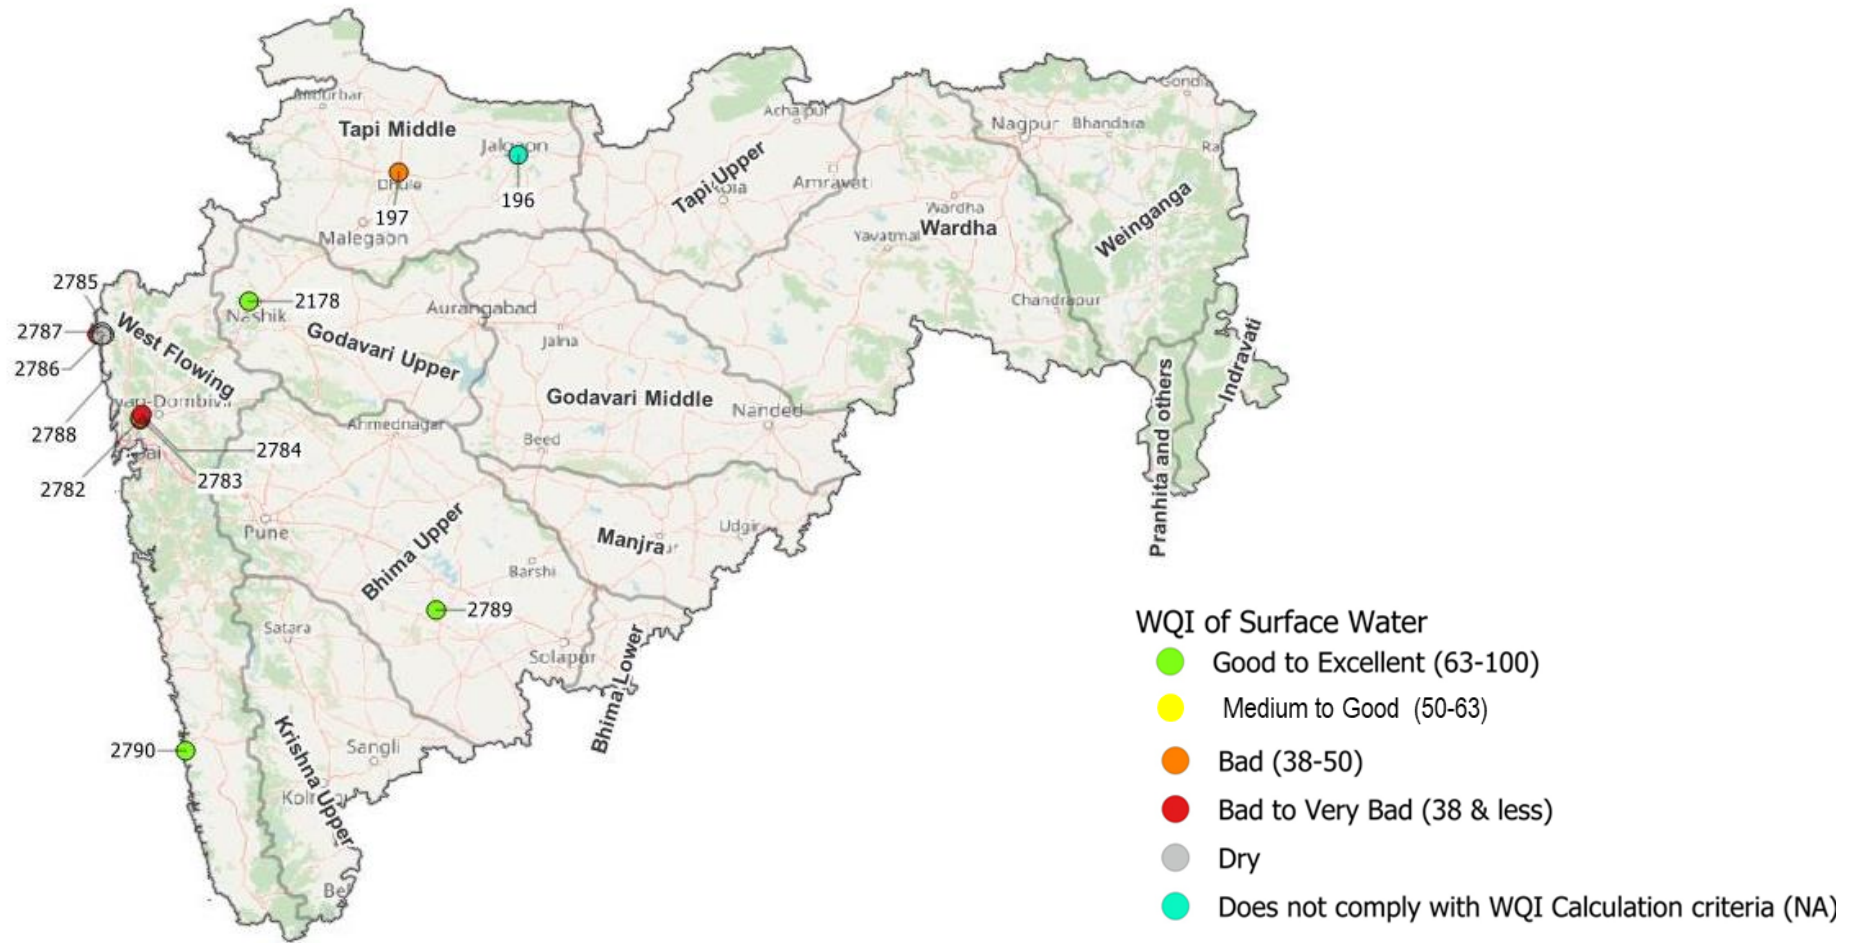 Gondia
Achalpur
Nagpur
Bhandara
Tapi Middle
Jalgaon
Ra
Tapi Upper
Amravati
Dhule
196
197
Wardha
Wardha
Weinganga
Malegaon
Yavatmal
2785
2178
Nashik
Aurangabad
Chandrapur
2787
West Flowing
Godavari Upper
Jalna
2786
Indravati
Godavari Middle
Nanded
Pranhita and others
Ahmednagar
Beed
2788
2784
2783
2782
Pune
Bhima Upper
Manjra
Udgir
Barshi
2789
Satara
Solapur
Bhima Lower
2790
Krishna Upper
Sangli
WQI of Surface Water
Good to Excellent (63-100)
Medium to Good (50-63)
Bad (38-50)
Bad to Very Bad (38 & less)
Dry
Does not comply with WQI Calculation criteria (NA)